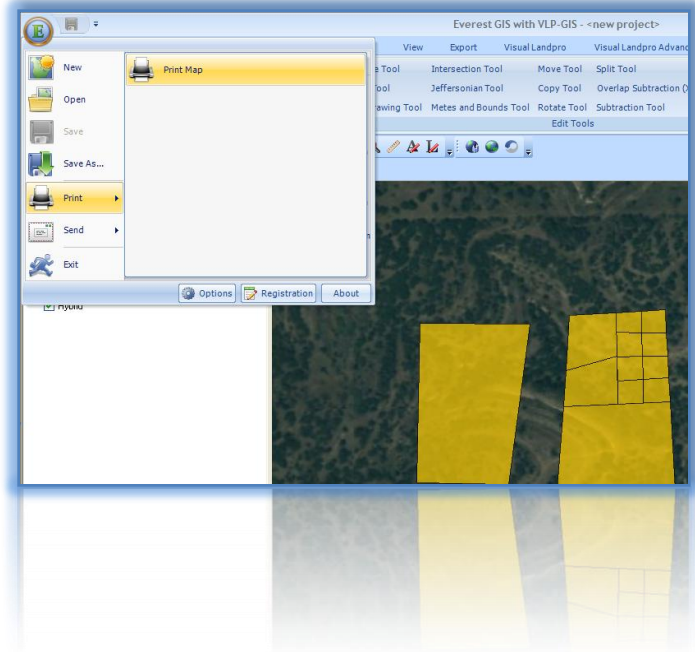 Everest GIS with VLP-GIS - <new project>
E
View Export Visual Landpro Visual Landpro Advanc
New
Open
Save
Save As...
Print
Send
Exit
Print Map
e Tool Intersection Tool Move Tool Split Tool
Tool Jeffersonian Tool Copy Tool Overlap Subtraction (
awing Tool Metes and Bounds Tool Rotate Tool Subtraction Tool
Edit Tools
Options Registration About
Hybrid